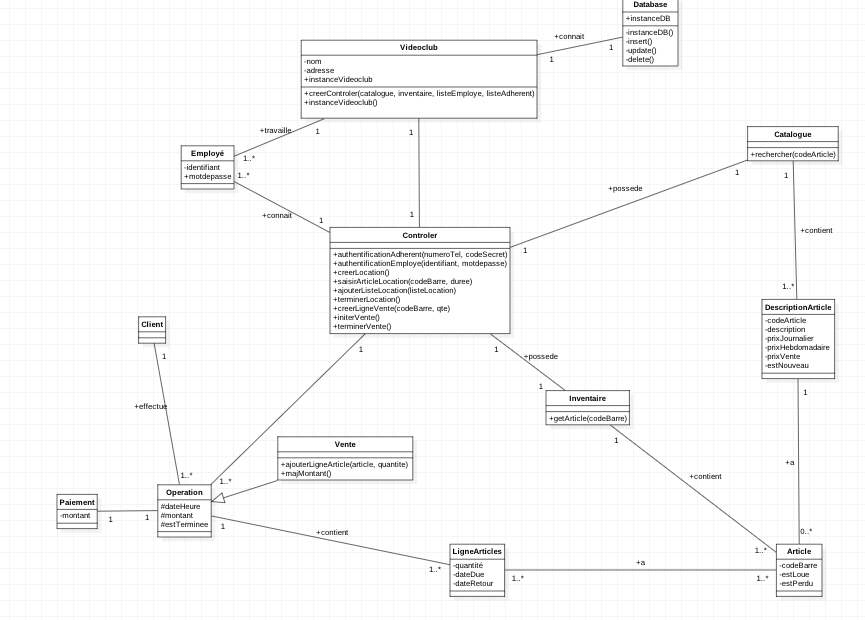 Database
+instanceDB
-instanceDB()
-insert()
-update()
-delete()
+connait
1
1
Videoclub
-nom
-adresse
+instanceVideoclub
+creerControler(catalogue, inventaire, listeEmploye, listeAdherent)
+instanceVideoclub()
+travaille
1
1..*
1
1
Employé
-identifiant
+motdepasse
1..*
+connait
1
Catalogue
+rechercher(codeArticle)
1
1
+possede
1
+contient
1..*
Controler
+authentificationAdherent(numeroTel, codeSecret)
+authentificationEmploye(identifiant, motdepasse)
+creerLocation()
+saisirArticleLocation(codeBarre, duree)
+ajouterListeLocation(listeLocation)
+terminerLocation()
+creerLigneVente(codeBarre, qte)
+initerVente()
+terminerVente()
DescriptionArticle
-codeArticle
-description
-prixJournalier
-prixHebdomadaire
-prixVente
-estNouveau
Client
1
+effectue
1..*
1
1
+possede
1
Inventaire
+getArticle(codeBarre)
1
+contient
1..*
1
+a
0..*
Vente
+ajouterLigneArticle(article, quantite)
+majMontant()
1..*
Operation
#dateHeure
#montant
#estTerminee
Paiement
-montant
1
1
1
+contient
1..*
LigneArticles
-quantité
-dateDue
-dateRetour
1..*
+a
1..*
Article
-codeBarre
-estLoue
-estPerdu